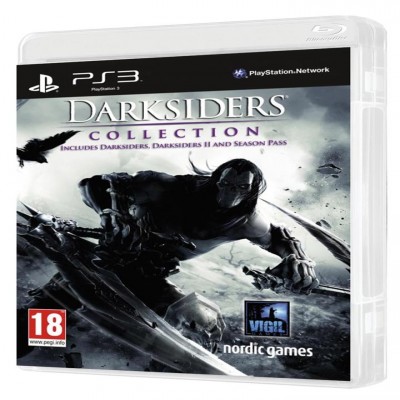 PS3
PlayStation 3
PlayStation.Network
DARKSIDERS
COLLECTION
INCLUDES DARKSIDERS, DARKSIDERS II AND SEASON PASS
18
www.pegi.info
VIGIL
nordic games